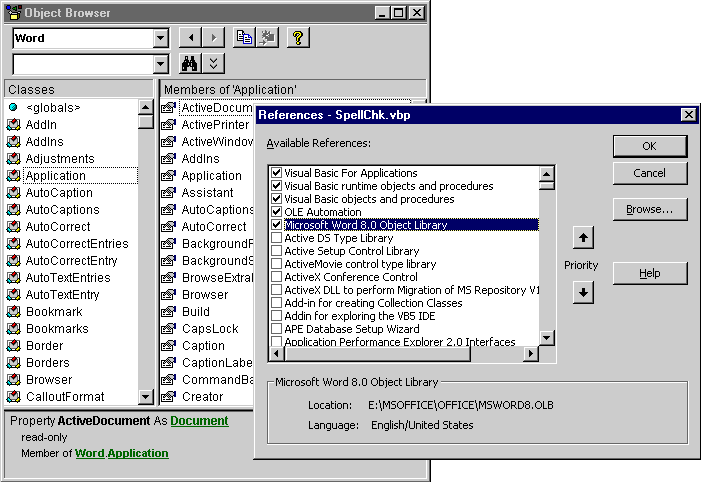 Object Browser
Word
Classes
Members of 'Application'
<globals>
AddIn
AddIns
Adjustments
Application
AutoCaption
AutoCaptions
AutoCorrect
AutoCorrectEntries
AutoCorrectEntry
AutoTextEntries
AutoTextEntry
Bookmark
Bookmarks
Border
Borders
Browser
CalloutFormat
ActiveDocum
ActivePrinter
ActiveWindow
AddIns
Application
Assistant
AutoCaptions
AutoCorrect
BackgroundP
BackgroundS
BrowseExtra
Browser
Build
CapsLock
Caption
CaptionLabe
CommandBa
Creator
Property ActiveDocument As Document
read-only
Member of Word.Application
References - SpellChk.vbp
Available References:
Visual Basic For Applications
Visual Basic runtime objects and procedures
Visual Basic objects and procedures
OLE Automation
Microsoft Word 8.0 Object Library
Active DS Type Library
Active Setup Control Library
ActiveMovie control type library
ActiveX Conference Control
ActiveX DLL to perform Migration of MS Repository V1
Add-in for creating Collection Classes
Addin for exploring the VB5 IDE
APE Database Setup Wizard
Application Performance Explorer 2.0 Interfaces
OK
Cancel
Browse...
Priority
Help
Microsoft Word 8.0 Object Library
Location: E:\MSOFFICE\OFFICE\MSWORD8.OLB
Language: English/United States